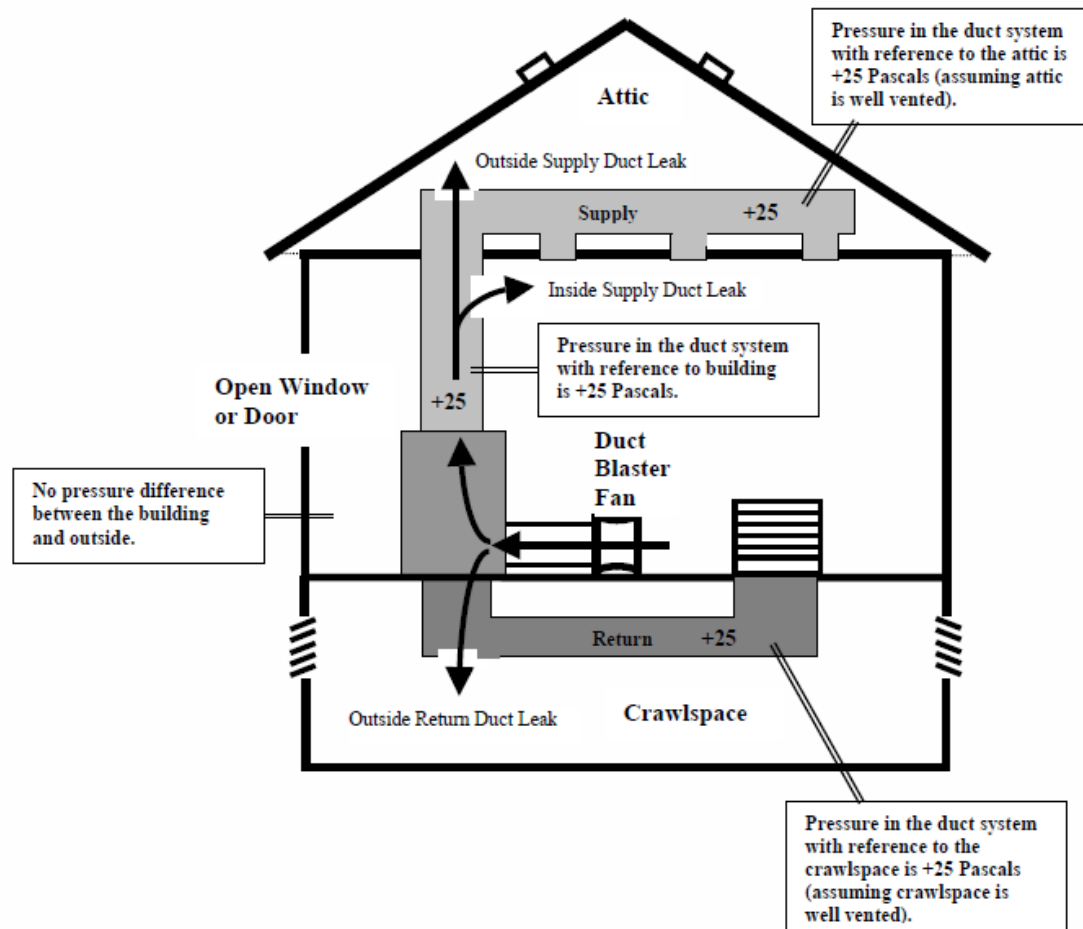 Pressure in the duct system
with reference to the attic is
+25 Pascals (assuming attic
is well vented).
Attic
Outside Supply Duct Leak
Supply +25
Inside Supply Duct Leak
Pressure in the duct system
with reference to building
is +25 Pascals.
Open Window
or Door
+25
Duct
Blaster
Fan
No pressure difference
between the building
and outside.
Return +25
Outside Return Duct Leak
Crawlspace
Pressure in the duct system
with reference to the
crawlspace is +25 Pascals
(assuming crawlspace is
well vented).